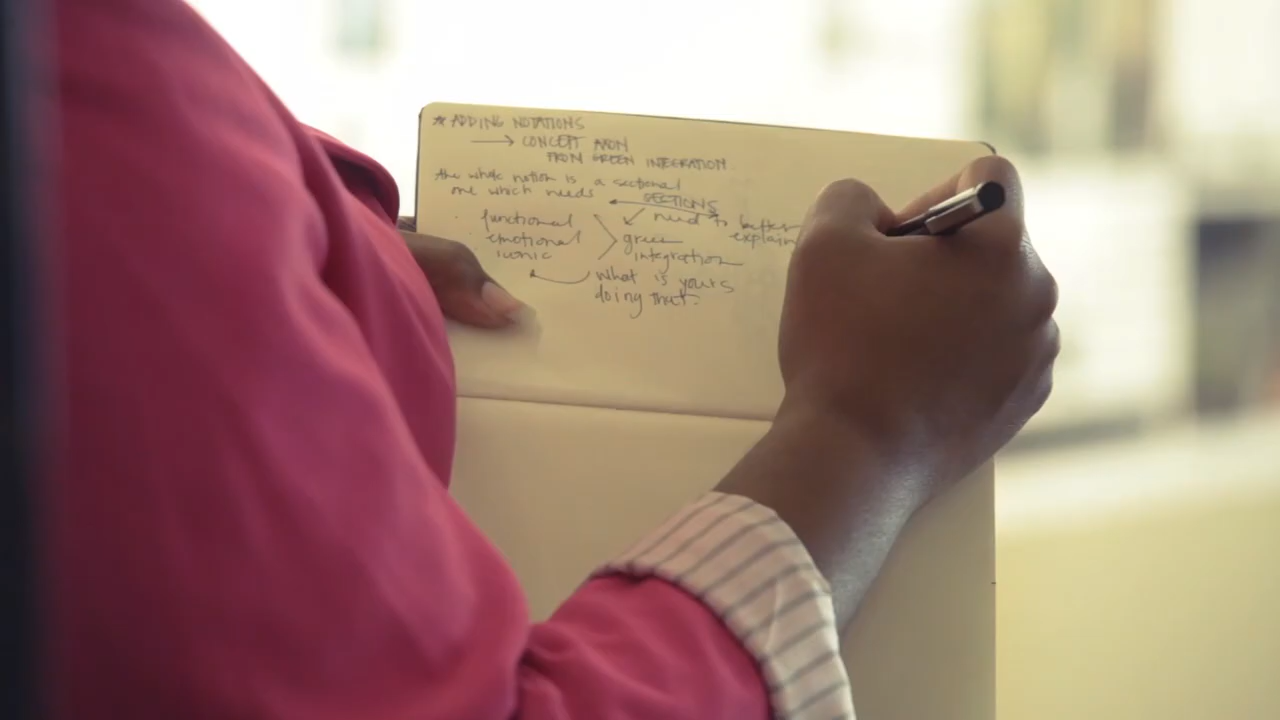 * ADDING NOTATIONS
→ CONCEPT
FROM GREEN INTEGRATION
the whole notion is a sectional
one which needs
SECTIONS
need to better
explain
functional
emotional
iconic
green
integration
what is yours
doing that.